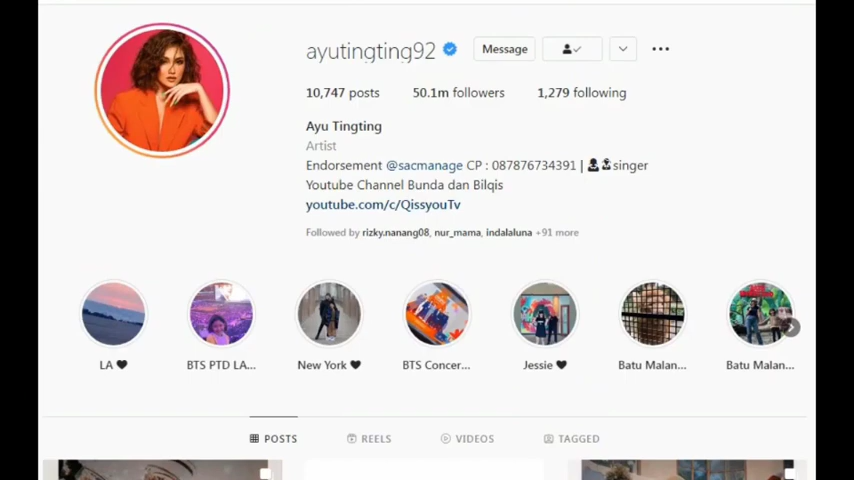 ayutingting92 Message
10,747 posts 50.1m followers 1,279 following
Ayu Tingting
Artist
Endorsement @sacmanage CP : 087876734391 | singer
Youtube Channel Bunda dan Bilqis
youtube.com/c/QissyouTv
Followed by rizky.nanang08, nur_mama, indalaluna +91 more
LA BTS PTD LA... New York BTS Concer... Jessie Batu Malan... Batu Malan...
POSTS REELS VIDEOS TAGGED